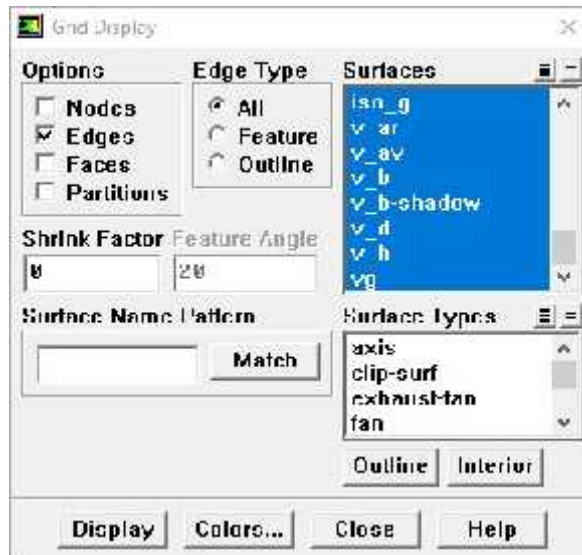 Grid Display
Options
Nodes
Edges
Faces
Partitions
Edge Type
All
Feature
Outline
Surfaces
isn_g
v_ar
v_av
v_b
v_b-shadow
v_d
v_h
vg
Shrink Factor
0
Feature Angle
20
Surface Name Pattern
Match
Surface Types
axis
clip-surf
exhaust-fan
fan
Outline
Interior
Display
Colors...
Close
Help